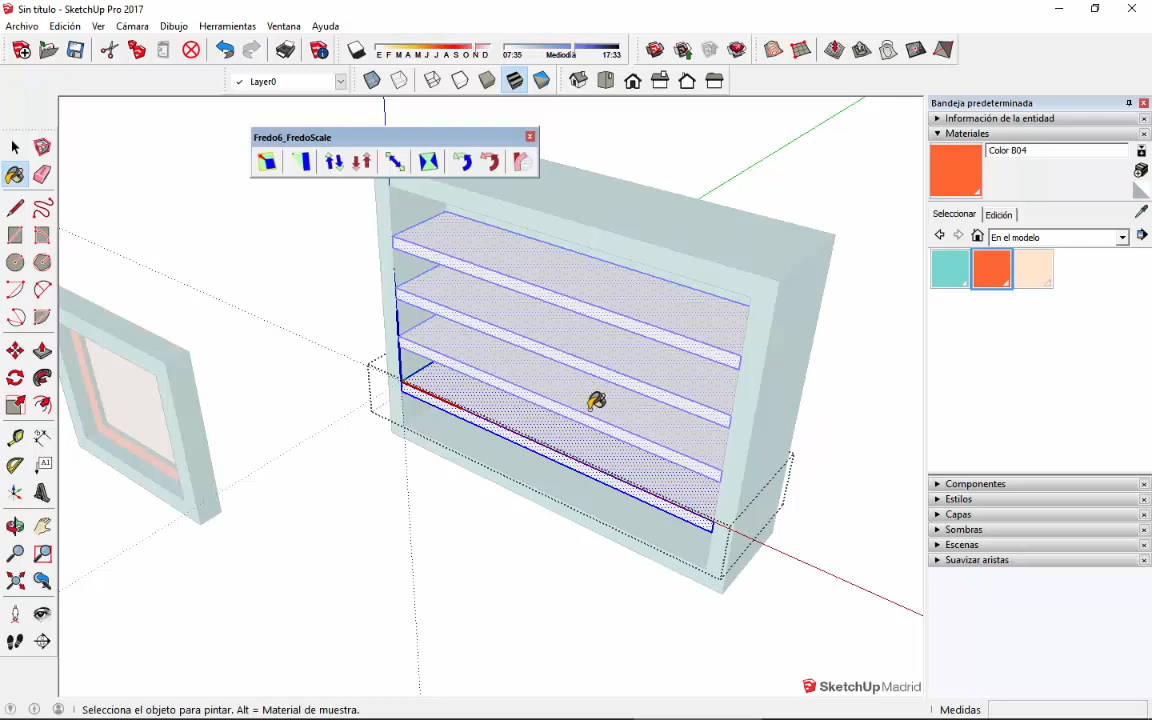 Sin título - SketchUp Pro 2017
Archivo Edición Ver Cámara Dibujo Herramientas Ventana Ayuda
E F M A M J J A S O N D
07:35 Mediodía 17:33
Layer0
Fredo6_FredoScale
Bandeja predeterminada
Información de la entidad
Materiales
Color B04
Seleccionar Edición
En el modelo
A1
Componentes
Estilos
Capas
Sombras
Escenas
Suavizar aristas
SketchUpMadrid
Selecciona el objeto para pintar. Alt = Material de muestra.
Medidas